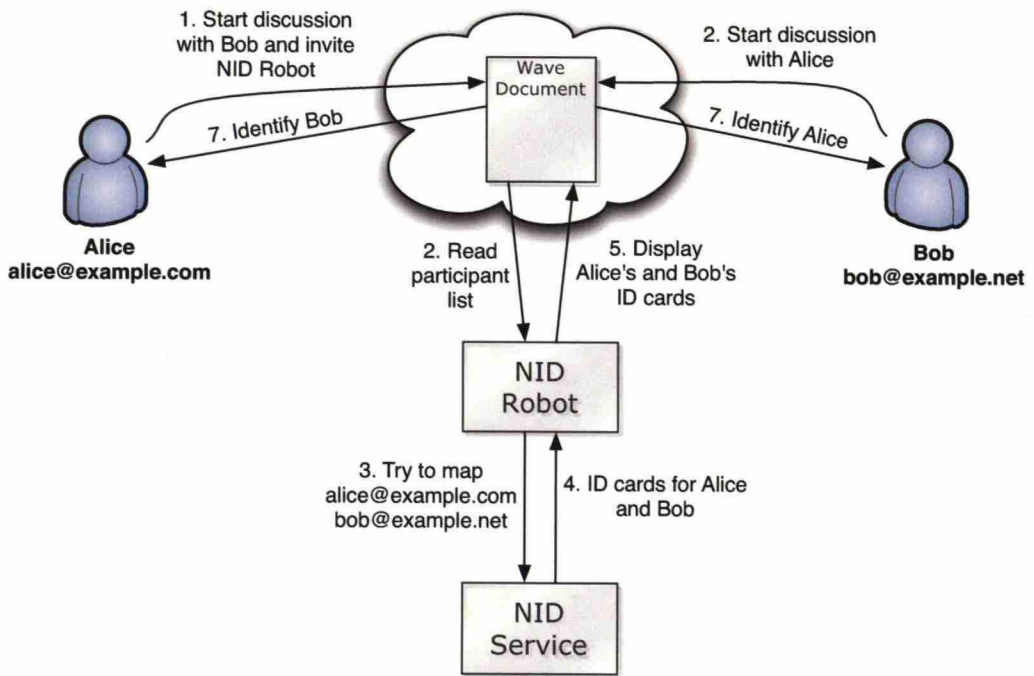 1. Start discussion
with Bob and invite
NID Robot
Wave
Document
2. Start discussion
with Alice
7. Identify Bob
7. Identify Alice
Alice
alice@example.com
Bob
bob@example.net
2. Read
participant
list
5. Display
Alice's and Bob's
ID cards
NID
Robot
3. Try to map
alice@example.com
bob@example.net
4. ID cards for Alice
and Bob
NID
Service